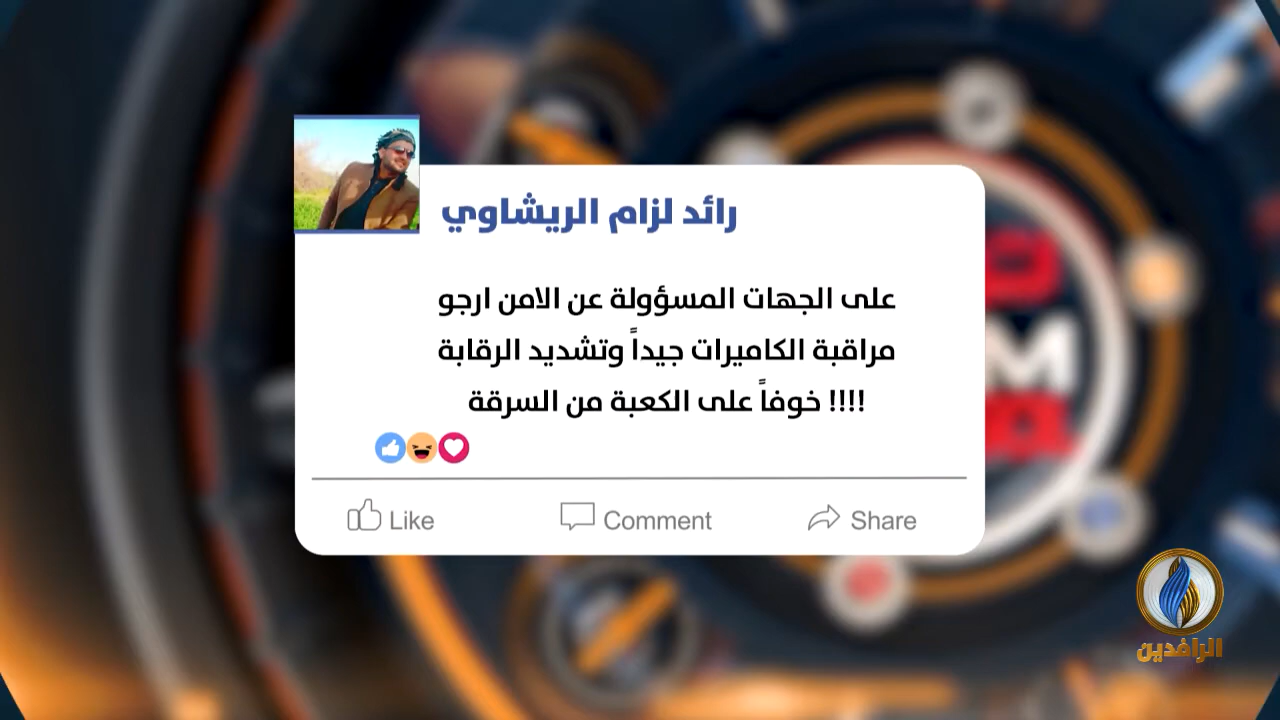 رائد لزام الريشاوي
على الجهات المسؤولة عن الامن ارجو
مراقبة الكاميرات جيداً وتشديد الرقابة
خوفاً على الكعبة من السرقة !!!!
Like
Comment
Share
الرافدين